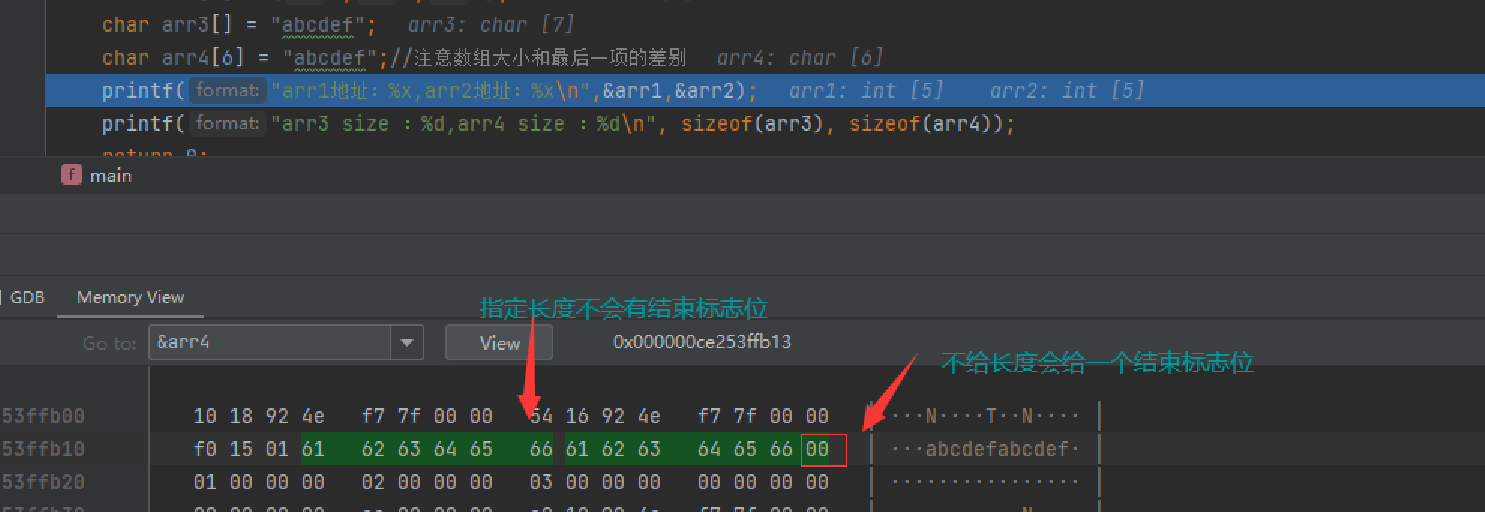 char arr3[] = "abcdef";   arr3: char [7]
char arr4[6] = "abcdef";//注意数组大小和最后一项的差别   arr4: char [6]
printf( format: "arr1地址: %x,arr2地址: %x\n",&arr1,&arr2);   arr1: int [5]   arr2: int [5]
printf( format: "arr3 size :%d,arr4 size :%d\n", sizeof(arr3), sizeof(arr4));
return 0;
f main
GDB   Memory View
指定长度不会有结束标志位
Go to: &arr4   View   0x000000ce253ffb13
不给长度会给一个结束标志位
53ffb00   10 18 92 4e   f7 7f 00 00   54 16 92 4e   f7 7f 00 00   | ···N····T··N···· |
53ffb10   f0 15 01 61   62 63 64 65   66 61 62 63   64 65 66 00   | ···abcdefabcdef· |
53ffb20   01 00 00 00   02 00 00 00   03 00 00 00   00 00 00 00   | ················ |